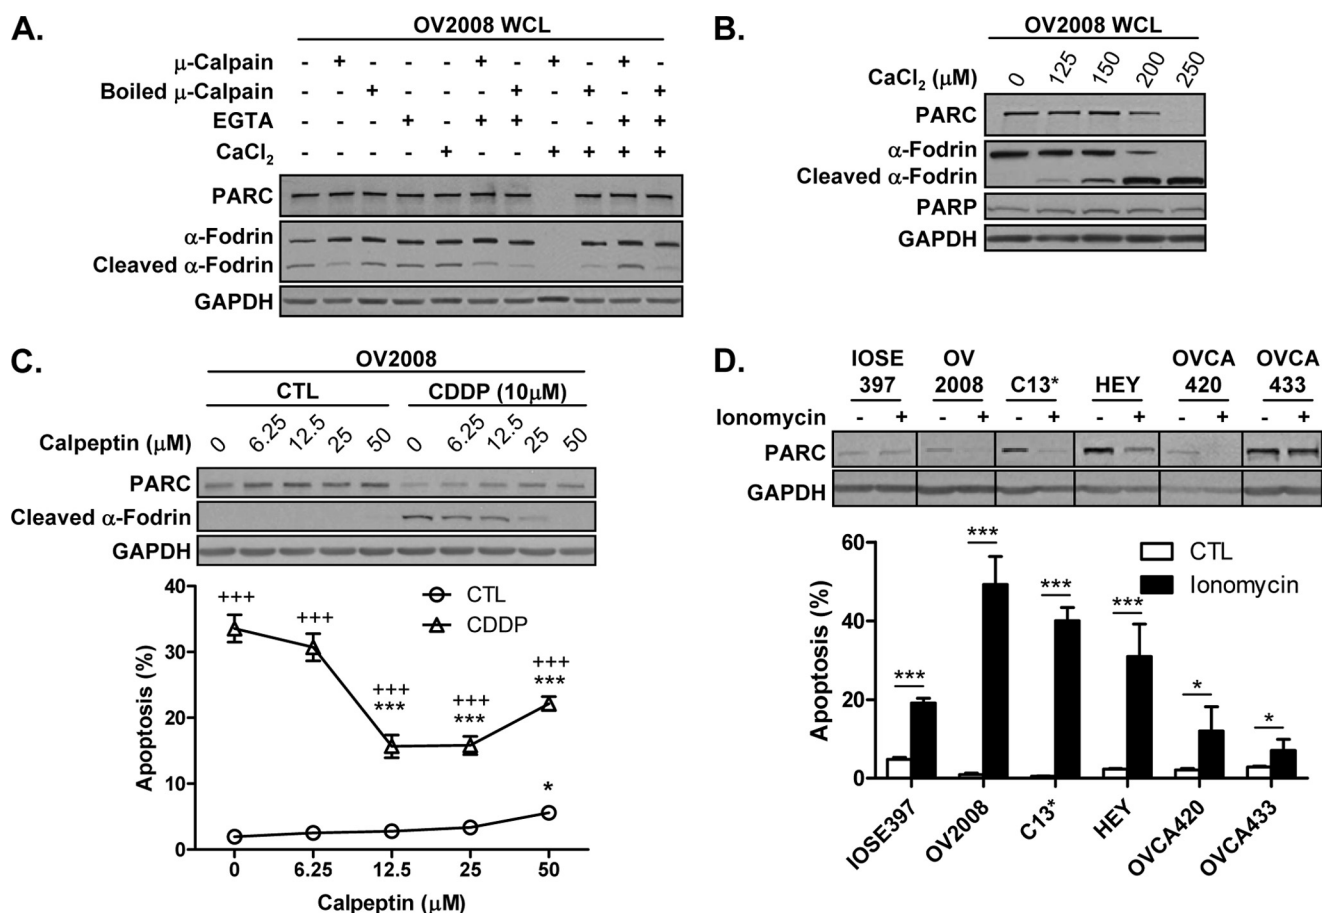 A.
OV2008 WCL
μ-Calpain - + - - - + - + - + -
Boiled μ-Calpain - - + - - - + - + - +
EGTA - - - + - + + - - + +
CaCl2 - - - - + - - + + + +
PARC
α-Fodrin
Cleaved α-Fodrin
GAPDH
B.
OV2008 WCL
CaCl2 (μM) 0 125 150 200 250
PARC
α-Fodrin
Cleaved α-Fodrin
PARP
GAPDH
C.
OV2008
CTL CDDP (10μM)
Calpeptin (μM) 0 6.25 12.5 25 50 0 6.25 12.5 25 50
PARC
Cleaved α-Fodrin
GAPDH
40
30
20
10
0
Apoptosis (%)
CTL
CDDP
+++ +++ +++ +++ +++
*** *** ***
*
0 6.25 12.5 25 50
Calpeptin (μM)
D.
IOSE OV C13* HEY OVCA OVCA
397 2008 420 433
Ionomycin - + - + - + - + - + - +
PARC
GAPDH
60
40
20
0
Apoptosis (%)
CTL
Ionomycin
*** *** *** *** * *
IOSE397 OV2008 C13* HEY OVCA420 OVCA433